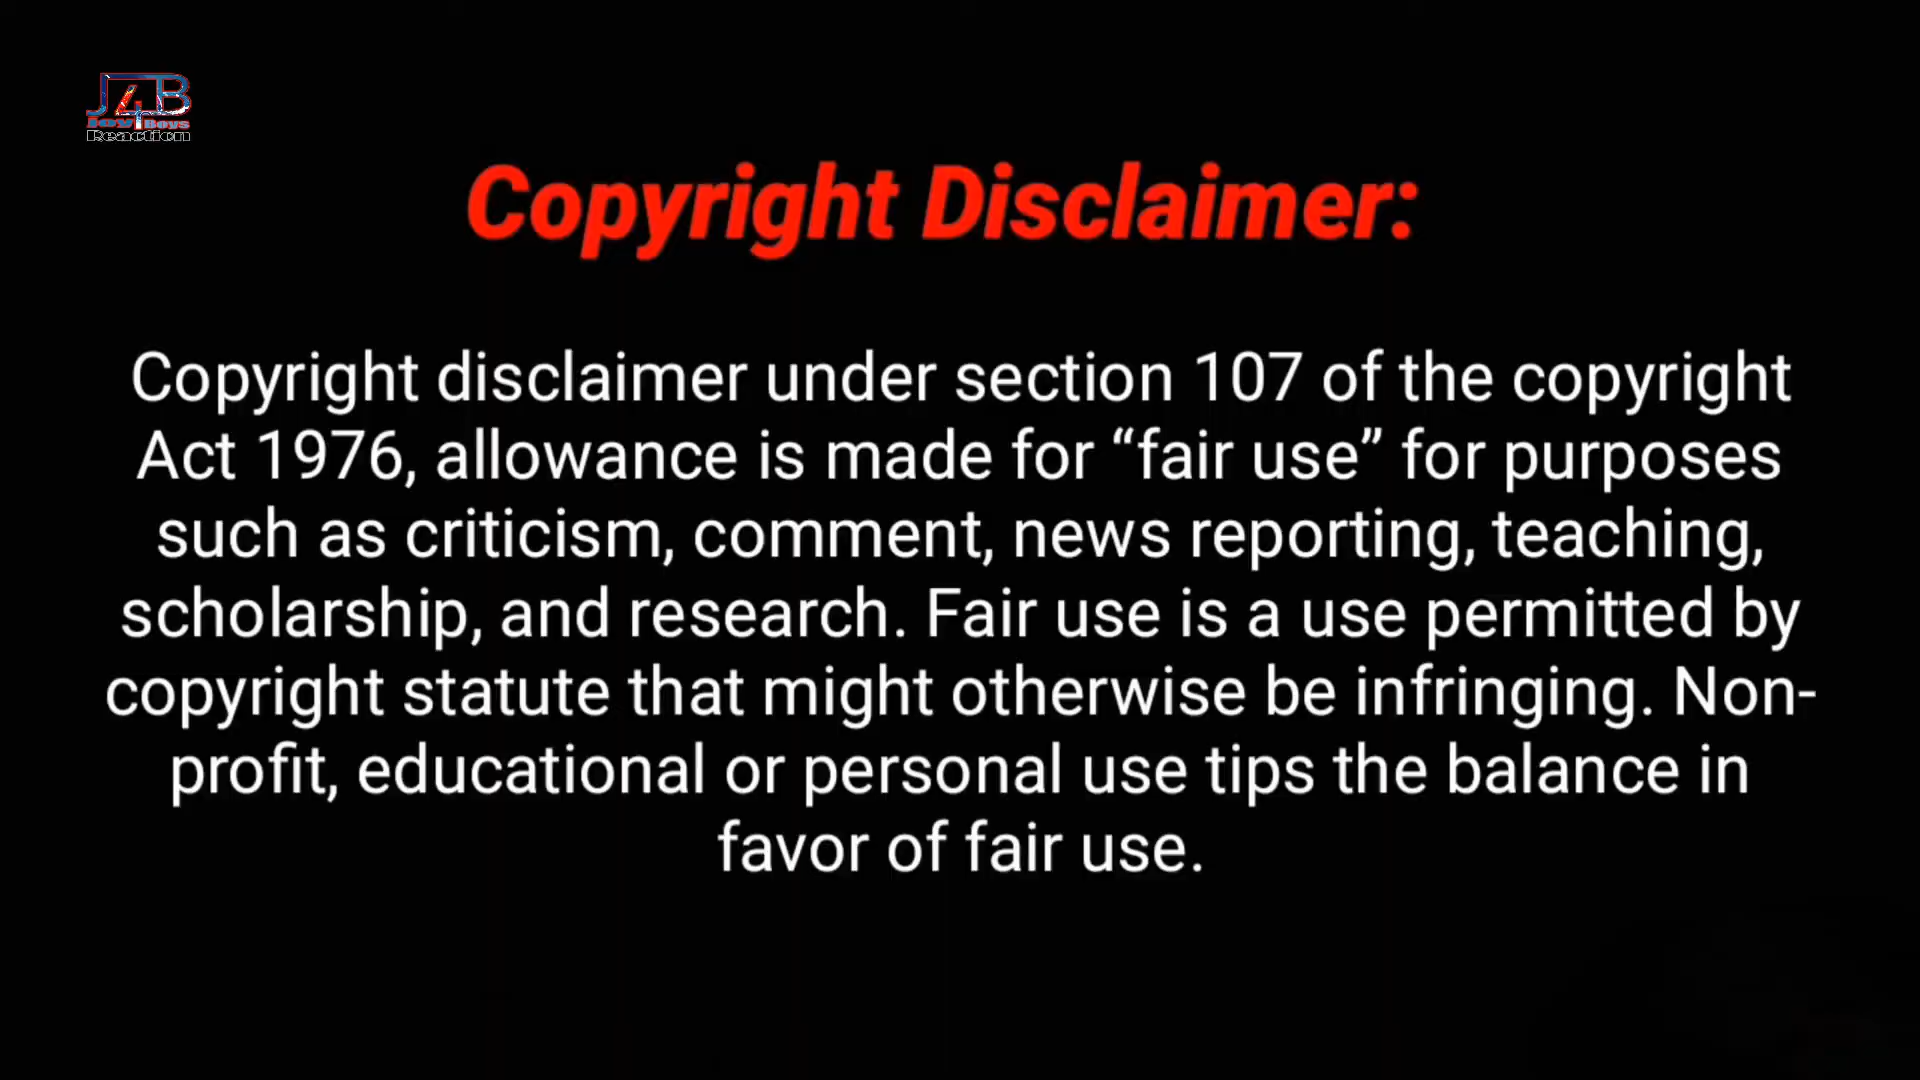 J4B
Joy4Boys
Reaction
Copyright Disclaimer:
Copyright disclaimer under section 107 of the copyright
Act 1976, allowance is made for “fair use” for purposes
such as criticism, comment, news reporting, teaching,
scholarship, and research. Fair use is a use permitted by
copyright statute that might otherwise be infringing. Non-
profit, educational or personal use tips the balance in
favor of fair use.